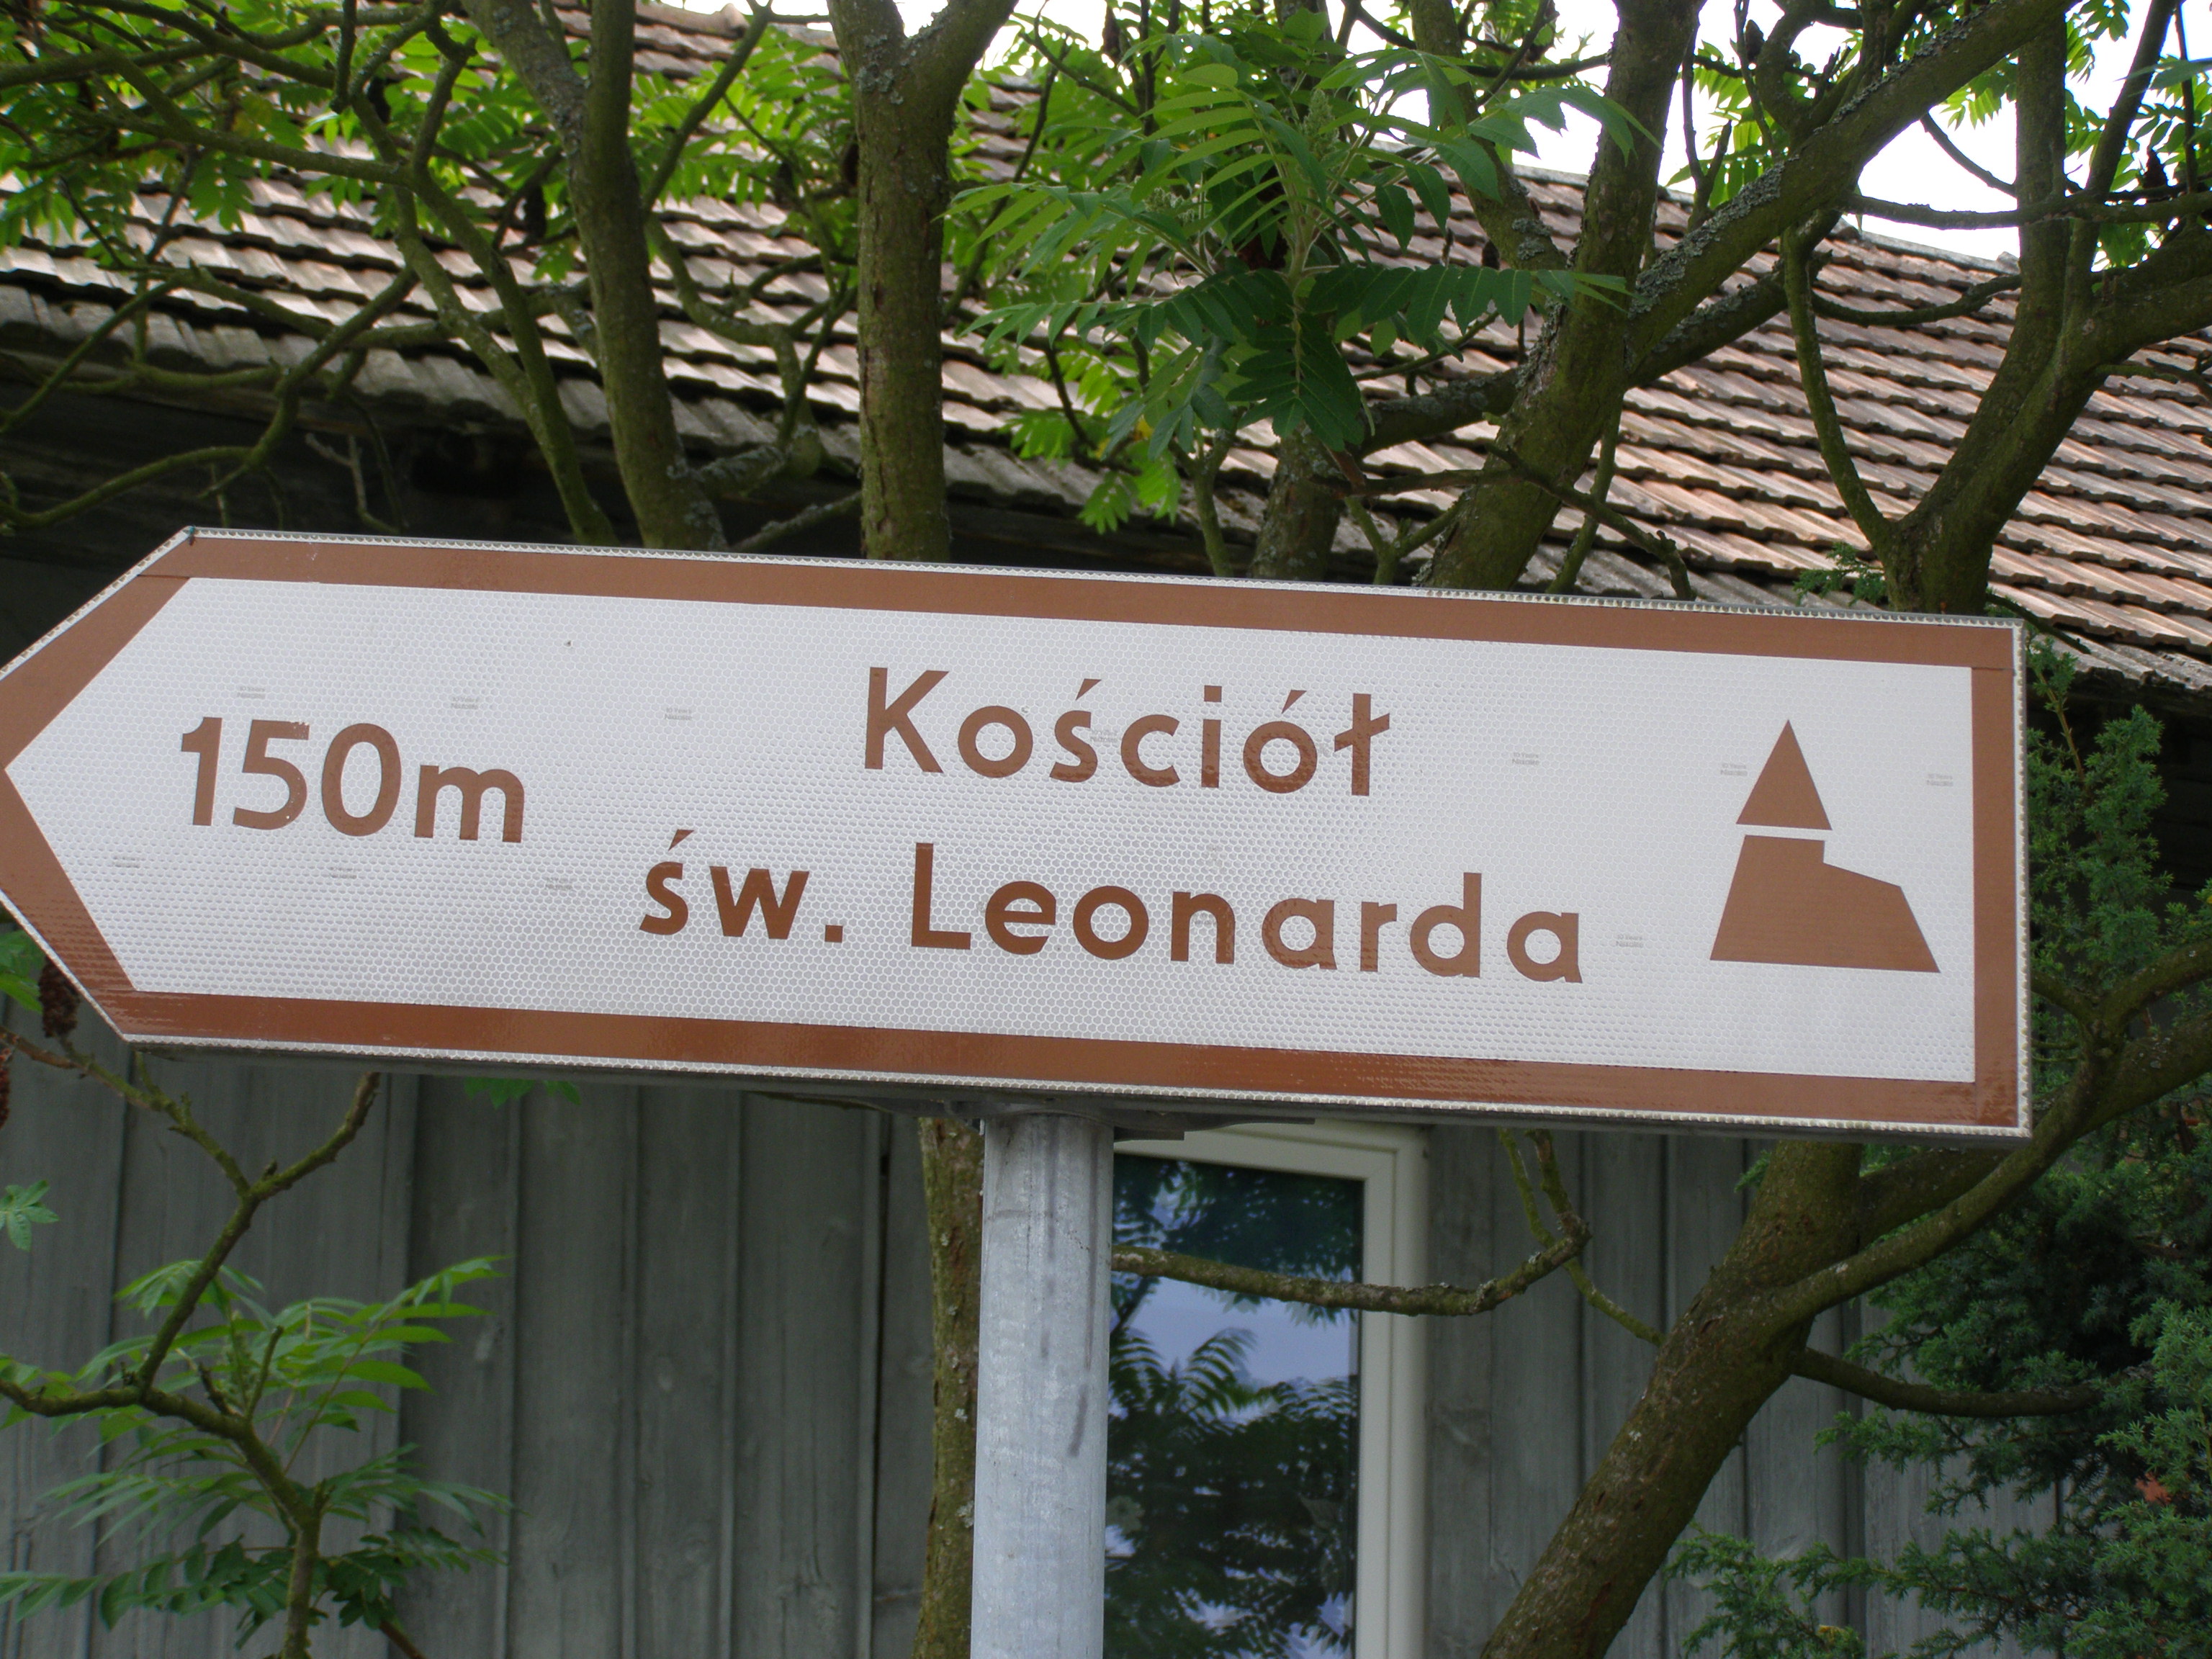 150m
Kościół
św. Leonarda